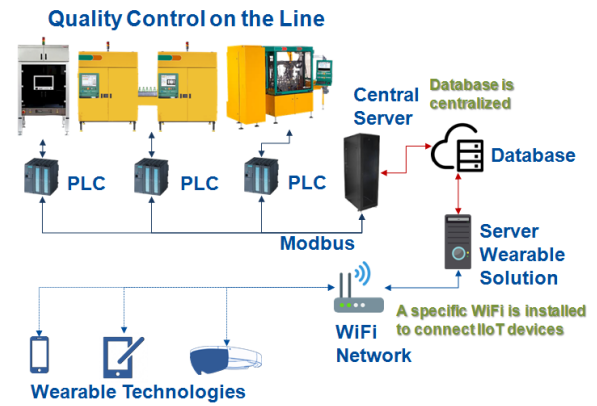 Quality Control on the Line
Central
Server
Database is
centralized
Database
PLC
PLC
PLC
Modbus
Server
Wearable
Solution
WiFi
Network
A specific WiFi is installed
to connect IIoT devices
Wearable Technologies